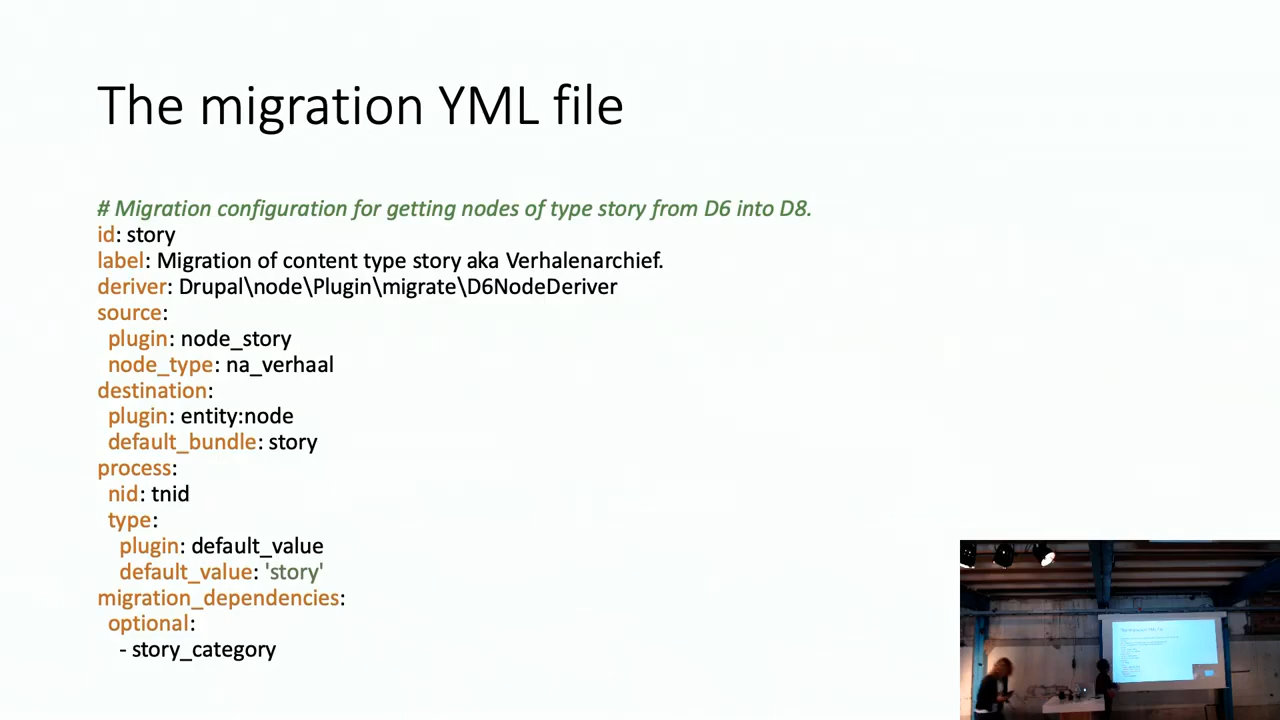 The migration YML file
# Migration configuration for getting nodes of type story from D6 into D8.
id: story
label: Migration of content type story aka Verhalenarchief.
deriver: Drupal\node\Plugin\migrate\D6NodeDeriver
source:
plugin: node_story
node_type: na_verhaal
destination:
plugin: entity:node
default_bundle: story
process:
nid: tnid
type:
plugin: default_value
default_value: 'story'
migration_dependencies:
optional:
- story_category